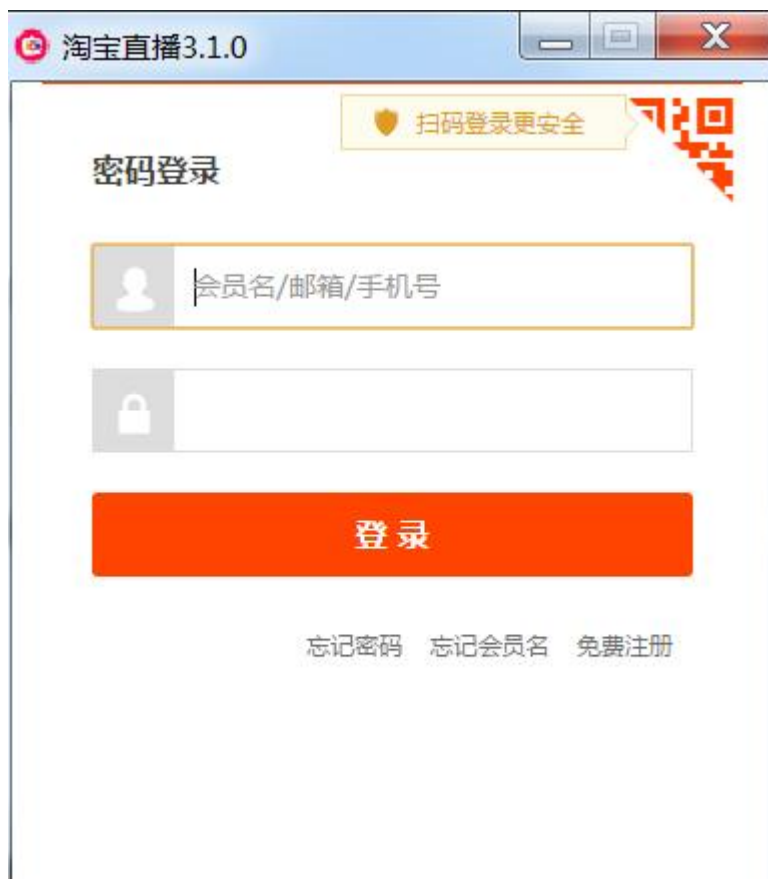 淘宝直播3.1.0
扫码登录更安全
密码登录
会员名/邮箱/手机号
登录
忘记密码 忘记会员名 免费注册